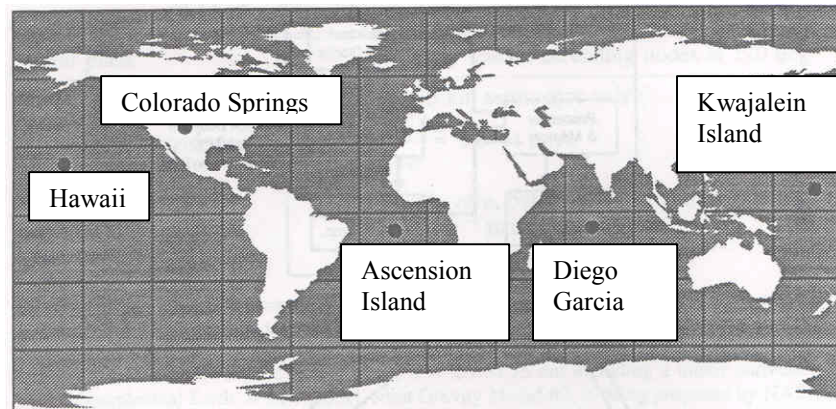 Colorado Springs
Kwajalein
Island
Hawaii
Ascension
Island
Diego
Garcia